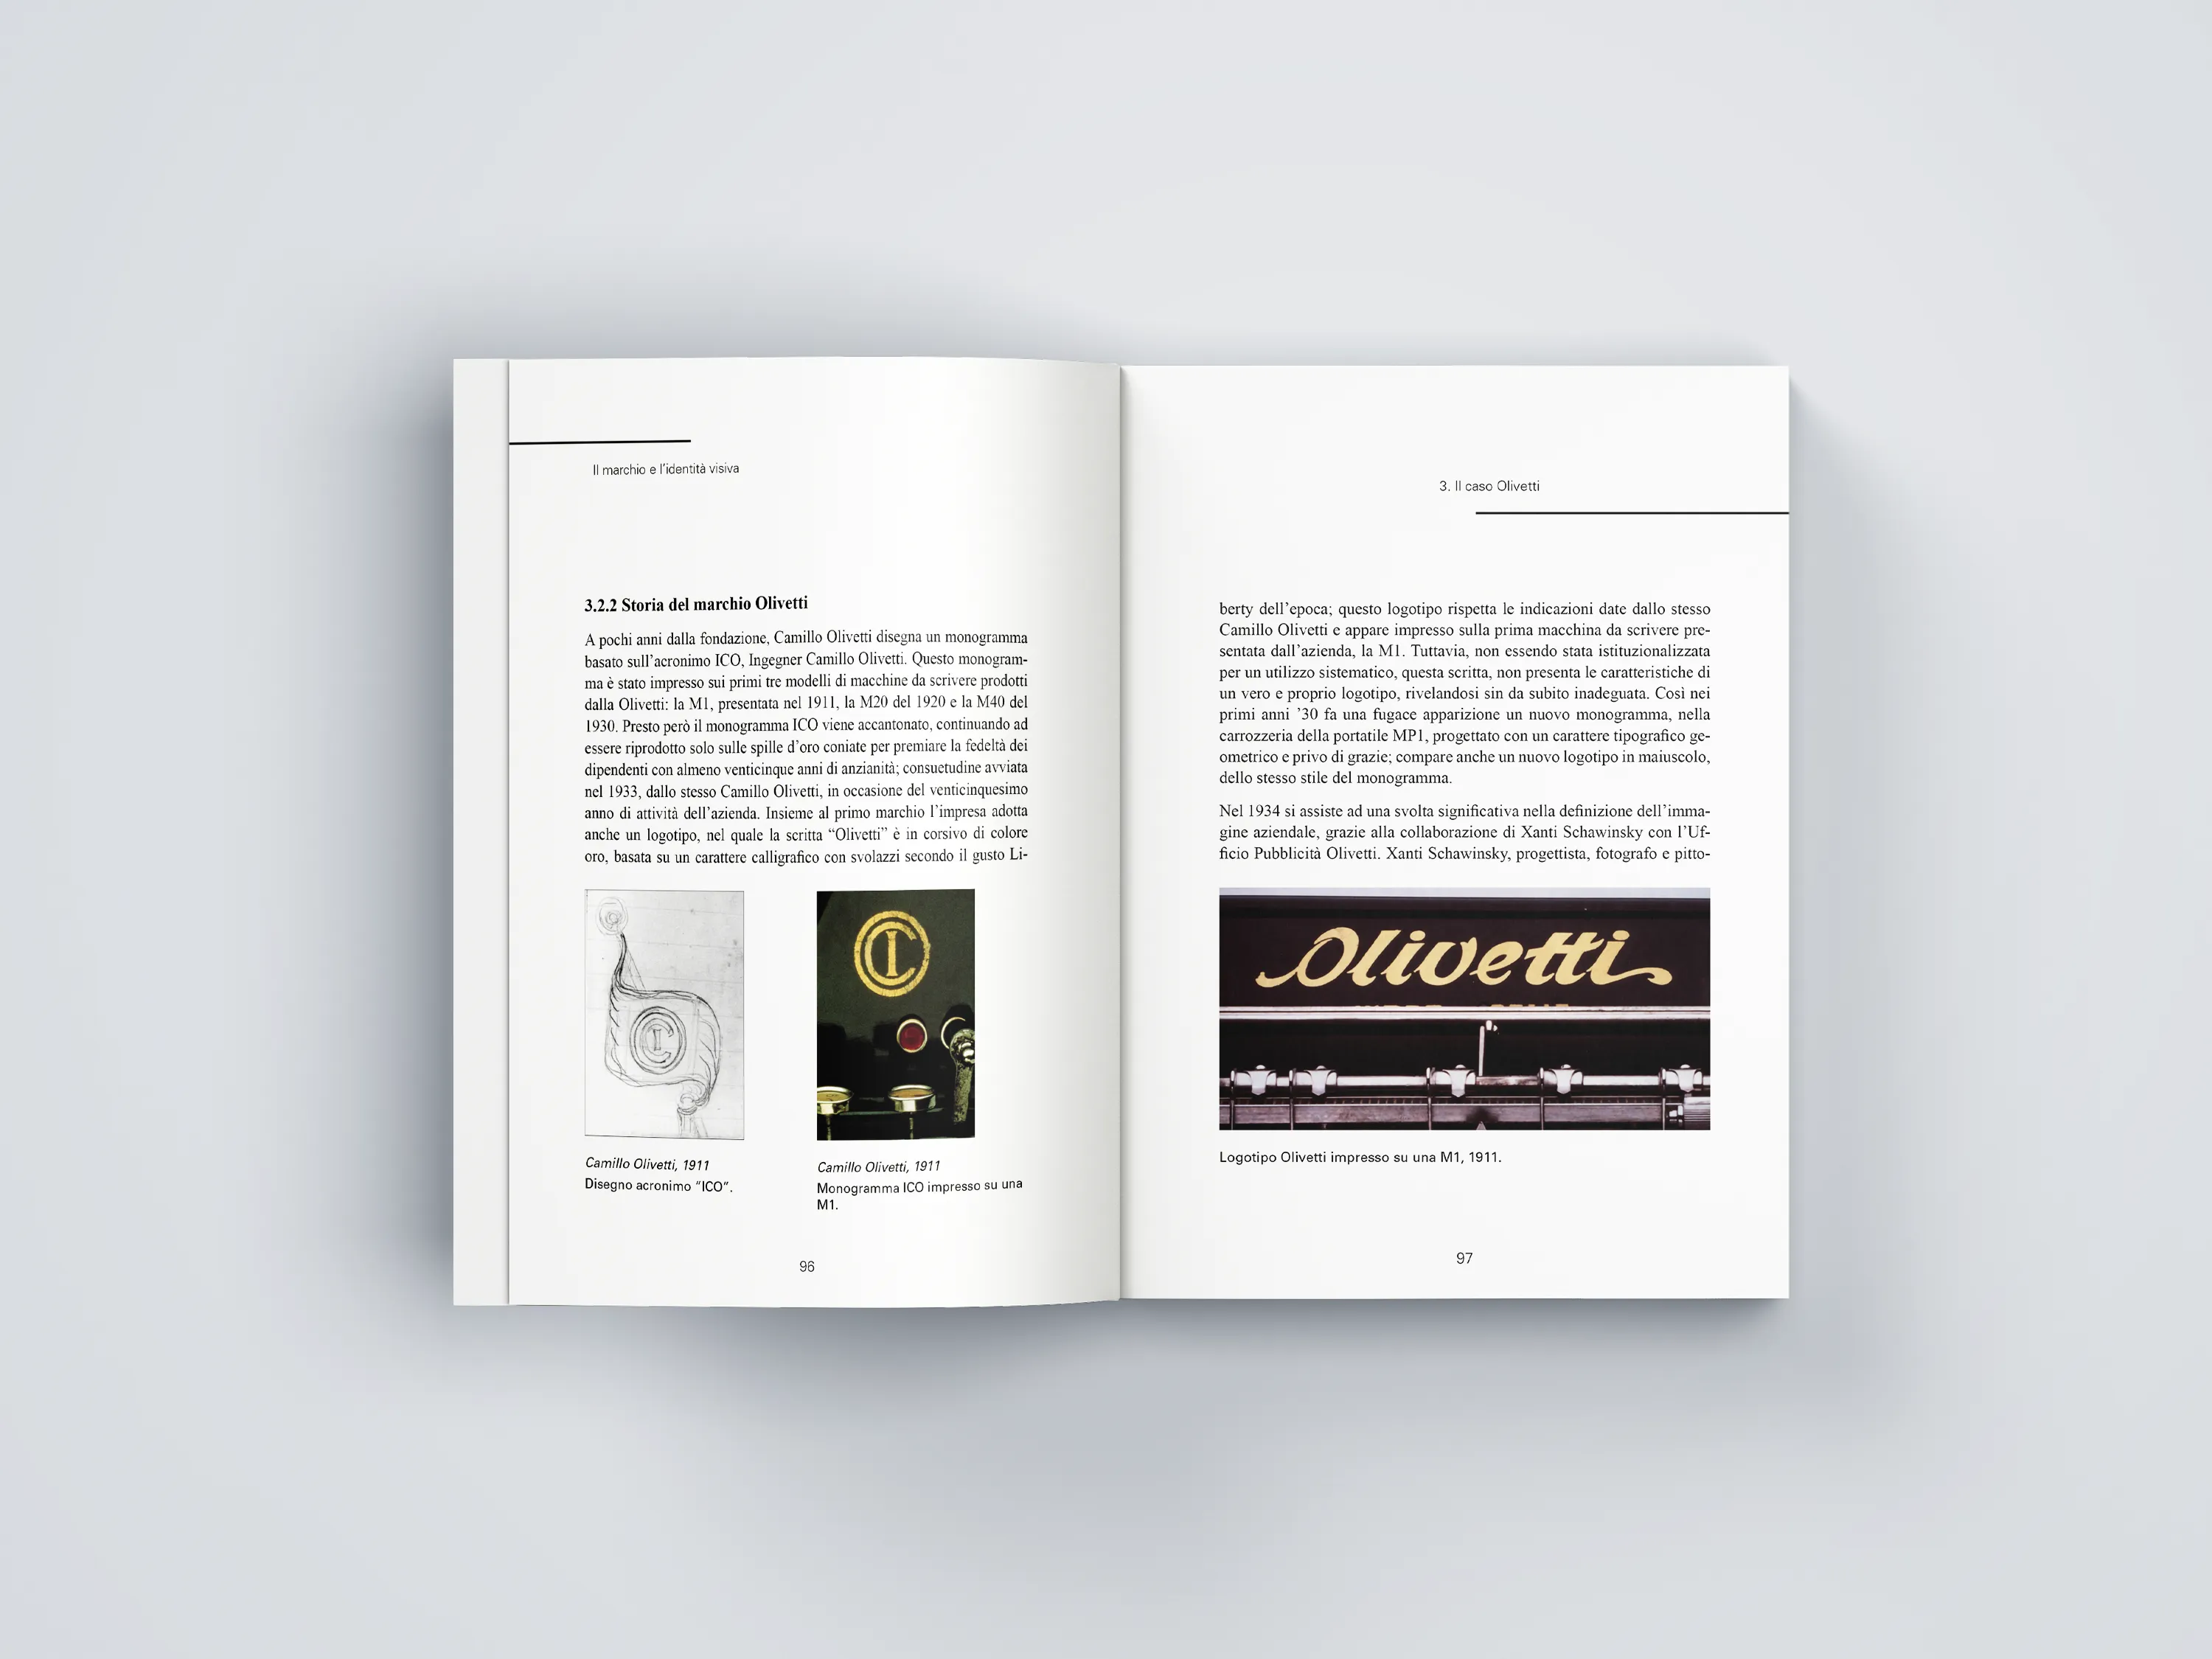 Il marchio e l'identità visiva
3.2.2 Storia del marchio Olivetti
A pochi anni dalla fondazione, Camillo Olivetti disegna un monogramma
basato sull'acronimo ICO, Ingegner Camillo Olivetti. Questo monogram-
ma è stato impresso sui primi tre modelli di macchine da scrivere prodotti
dalla Olivetti: la M1, presentata nel 1911, la M20 del 1920 e la M40 del
1930. Presto però il monogramma ICO viene accantonato, continuando ad
essere riprodotto solo sulle spille d'oro coniate per premiare la fedeltà dei
dipendenti con almeno venticinque anni di anzianità; consuetudine avviata
nel 1933, dallo stesso Camillo Olivetti, in occasione del venticinquesimo
anno di attività dell'azienda. Insieme al primo marchio l'impresa adotta
anche un logotipo, nel quale la scritta “Olivetti” è in corsivo di colore
oro, basata su un carattere calligrafico con svolazzi secondo il gusto Li-
Camillo Olivetti, 1911
Disegno acronimo “ICO”.
Camillo Olivetti, 1911
Monogramma ICO impresso su una
M1.
96
3. Il caso Olivetti
berty dell'epoca; questo logotipo rispetta le indicazioni date dallo stesso
Camillo Olivetti e appare impresso sulla prima macchina da scrivere pre-
sentata dall'azienda, la M1. Tuttavia, non essendo stata istituzionalizzata
per un utilizzo sistematico, questa scritta, non presenta le caratteristiche di
un vero e proprio logotipo, rivelandosi sin da subito inadeguata. Così nei
primi anni '30 fa una fugace apparizione un nuovo monogramma, nella
carrozzeria della portatile MP1, progettato con un carattere tipografico ge-
ometrico e privo di grazie; compare anche un nuovo logotipo in maiuscolo,
dello stesso stile del monogramma.
Nel 1934 si assiste ad una svolta significativa nella definizione dell'imma-
gine aziendale, grazie alla collaborazione di Xanti Schawinsky con l'Uf-
ficio Pubblicità Olivetti. Xanti Schawinsky, progettista, fotografo e pitto-
Olivetti
Logotipo Olivetti impresso su una M1, 1911.
97